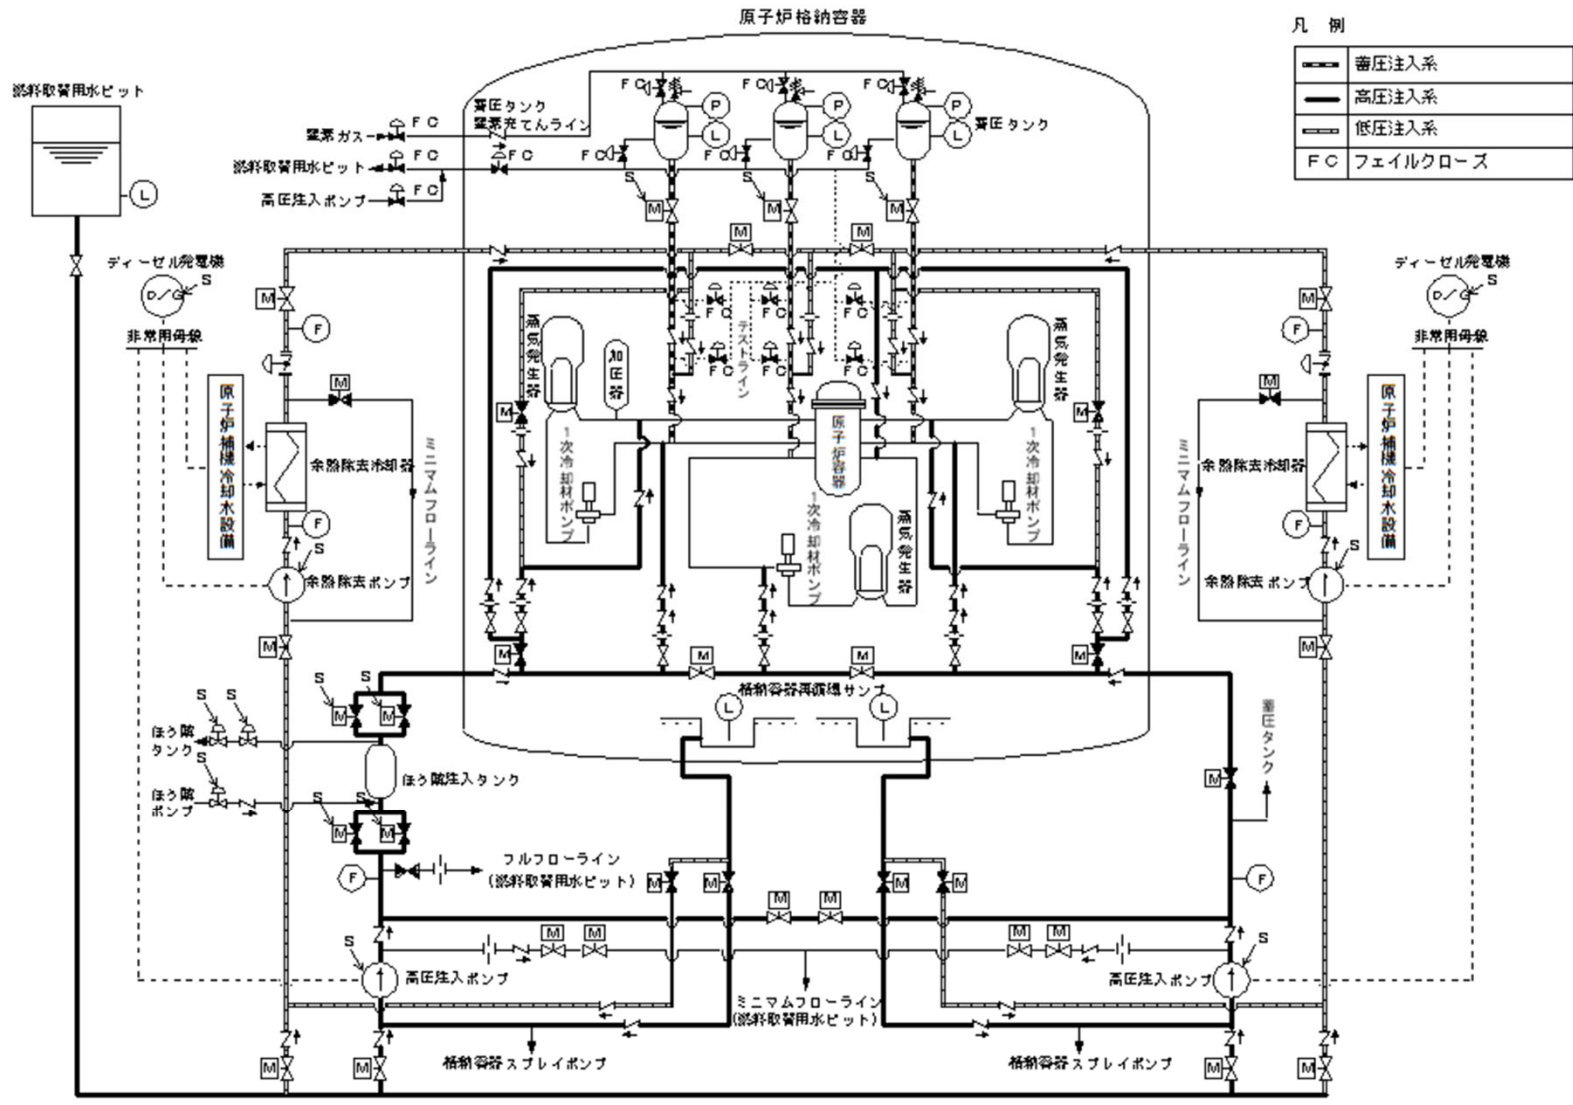 原子炉格納容器
凡 例
蓄圧注入系
高圧注入系
低圧注入系
FC フェイルクローズ
燃料取替用水ピット
L
窒素ガス
FC
蓄圧タンク
窒素充てんライン
燃料取替用水ピット
FC
FC
高圧注入ポンプ
FC
FC
FC
FC
P
P
P
L
L
L
蓄圧タンク
FC
FC
FC
S
S
M
M
M
M
ディーゼル発電機
D/G
S
非常用母線
M
F
M
原子炉補機冷却水設備
余熱除去冷却器
ミニマムフローライン
F
S
余熱除去ポンプ
M
ディーゼル発電機
D/G
S
非常用母線
M
F
M
原子炉補機冷却水設備
余熱除去冷却器
ミニマムフローライン
F
S
余熱除去ポンプ
M
FC
FC
FC
FC
FC
FC
テストライン
蒸気発生器
加圧器
蒸気発生器
M
M
1次冷却材ポンプ
原子炉容器
1次冷却材ポンプ
1次冷却材ポンプ
蒸気発生器
M
M
M
M
格納容器再循環サンプ
L
L
S
S
M
M
S
S
ほう酸
タンク
S
ほう酸
ポンプ
ほう酸注入タンク
S
S
M
M
蓄圧タンク
M
F
フルフローライン
(燃料取替用水ピット)
M
M
M
M
F
M
M
S
M
M
M
M
S
高圧注入ポンプ
高圧注入ポンプ
ミニマムフローライン
(燃料取替用水ピット)
格納容器スプレイポンプ
格納容器スプレイポンプ
M
M
M
M